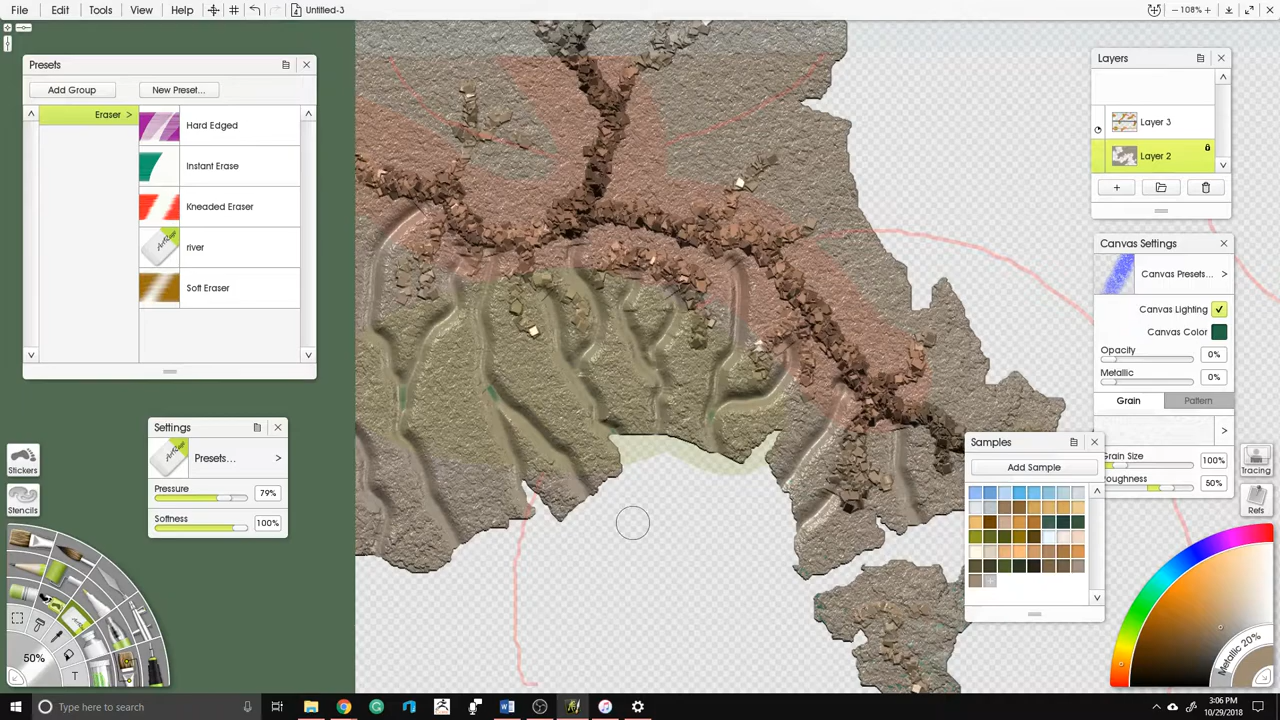 File Edit Tools View Help Untitled-3 108%
Presets
Add Group New Preset...
Eraser > Hard Edged
Instant Erase
Kneaded Eraser
river
Soft Eraser
Settings
Presets... >
Pressure
79%
Softness
100%
Stickers
Stencils
50%
T
Layers
Layer 3
Layer 2
Canvas Settings
Canvas Presets... >
Canvas Lighting
Canvas Color
Opacity
0%
Metallic
0%
Grain Pattern
Grain Size
100%
Roughness
50%
Samples
Add Sample
Tracing
Refs
Metallic 20%
Type here to search
3:06 PM
10/29/2018